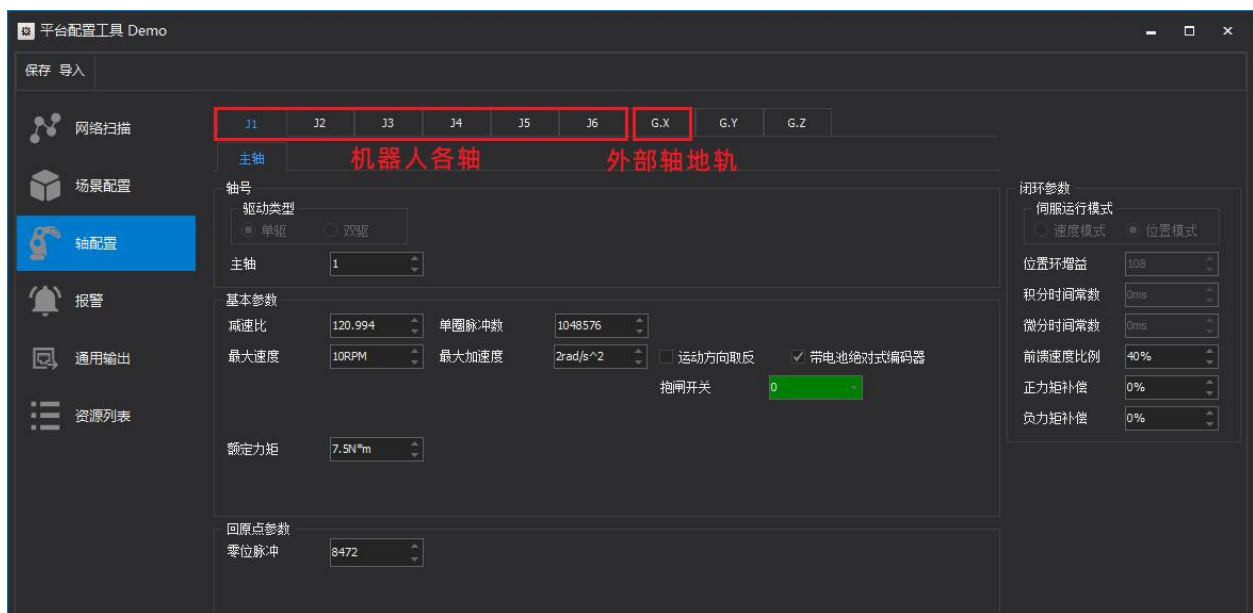 平台配置工具 Demo
保存 导入
网络扫描
场景配置
轴配置
报警
通用输出
资源列表
J1 J2 J3 J4 J5 J6 G.X G.Y G.Z
主轴 机器人各轴 外部轴地轨
轴号
驱动类型
单驱 双驱
主轴 1
基本参数
减速比 120.994 单圈脉冲数 1048576
最大速度 10RPM 最大加速度 2rad/s^2 运动方向取反 带电池绝对式编码器
抱闸开关 0
额定力矩 7.5N*m
回原点参数
零位脉冲 8472
闭环参数
伺服运行模式
速度模式 位置模式
位置环增益 108
积分时间常数 0ms
微分时间常数 0ms
前馈速度比例 40%
正力矩补偿 0%
负力矩补偿 0%